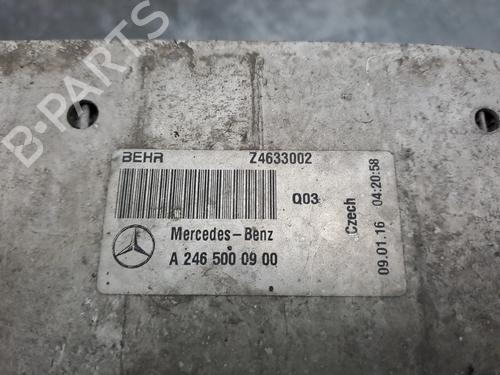 B-PARTS
BEHR Z4633002
Q03
Mercedes-Benz
A 246 500 09 00
Czech
09.01.16 04:20:58